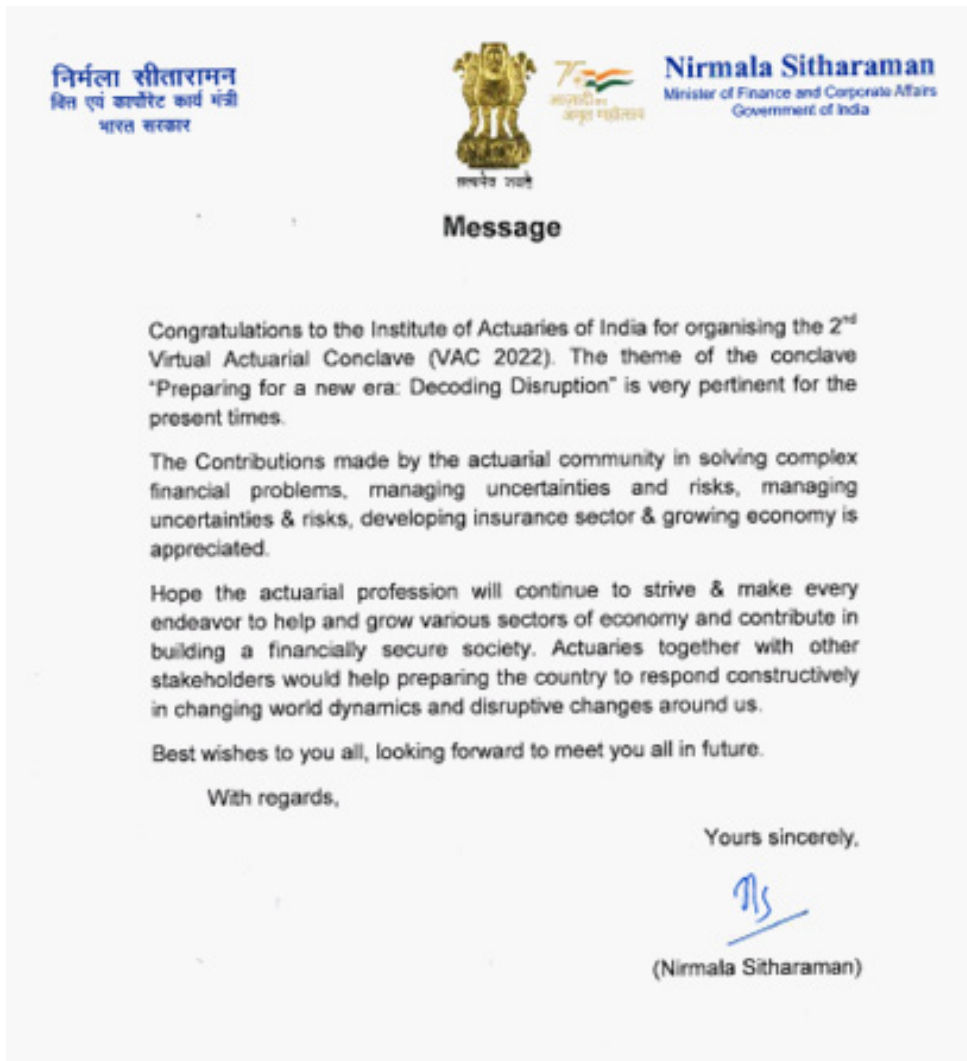 निर्मला सीतारामन
वित्त एवं कार्पोरेट कार्य मंत्री
भारत सरकार
सत्यमेव जयते
75
आज़ादी का
अमृत महोत्सव
Nirmala Sitharaman
Minister of Finance and Corporate Affairs
Government of India
Message
Congratulations to the Institute of Actuaries of India for organising the 2nd
Virtual Actuarial Conclave (VAC 2022). The theme of the conclave
"Preparing for a new era: Decoding Disruption" is very pertinent for the
present times.
The Contributions made by the actuarial community in solving complex
financial problems, managing uncertainties and risks, managing
uncertainties & risks, developing insurance sector & growing economy is
appreciated.
Hope the actuarial profession will continue to strive & make every
endeavor to help and grow various sectors of economy and contribute in
building a financially secure society. Actuaries together with other
stakeholders would help preparing the country to respond constructively
in changing world dynamics and disruptive changes around us.
Best wishes to you all, looking forward to meet you all in future.
With regards,
Yours sincerely,
NS
(Nirmala Sitharaman)